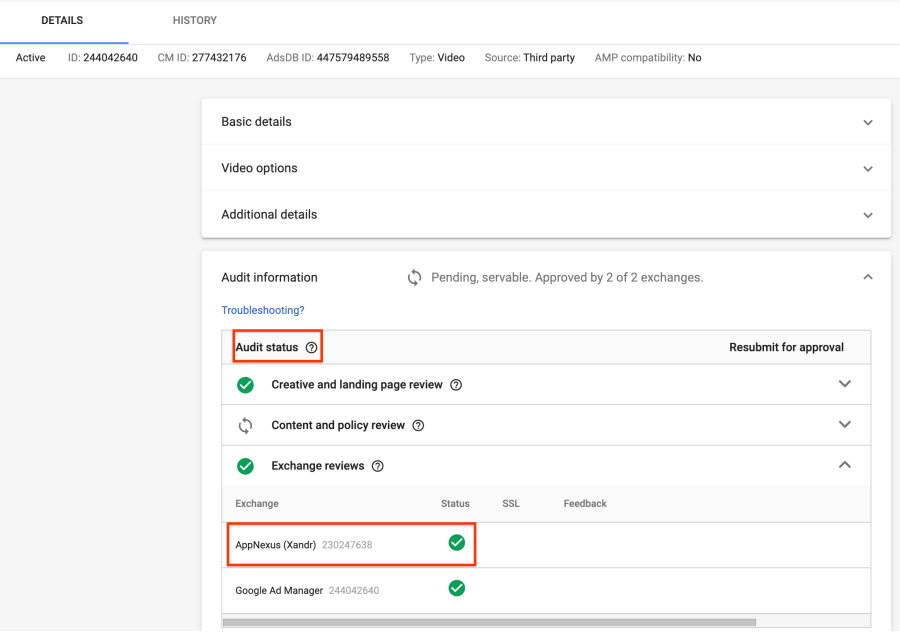 DETAILS HISTORY
Active ID: 244042640 CM ID: 277432176 AdsDB ID: 447579489558 Type: Video Source: Third party AMP compatibility: No
Basic details
Video options
Additional details
Audit information Pending, servable. Approved by 2 of 2 exchanges.
Troubleshooting?
Audit status Resubmit for approval
Creative and landing page review
Content and policy review
Exchange reviews
Exchange Status SSL Feedback
AppNexus (Xandr) 230247638
Google Ad Manager 244042640